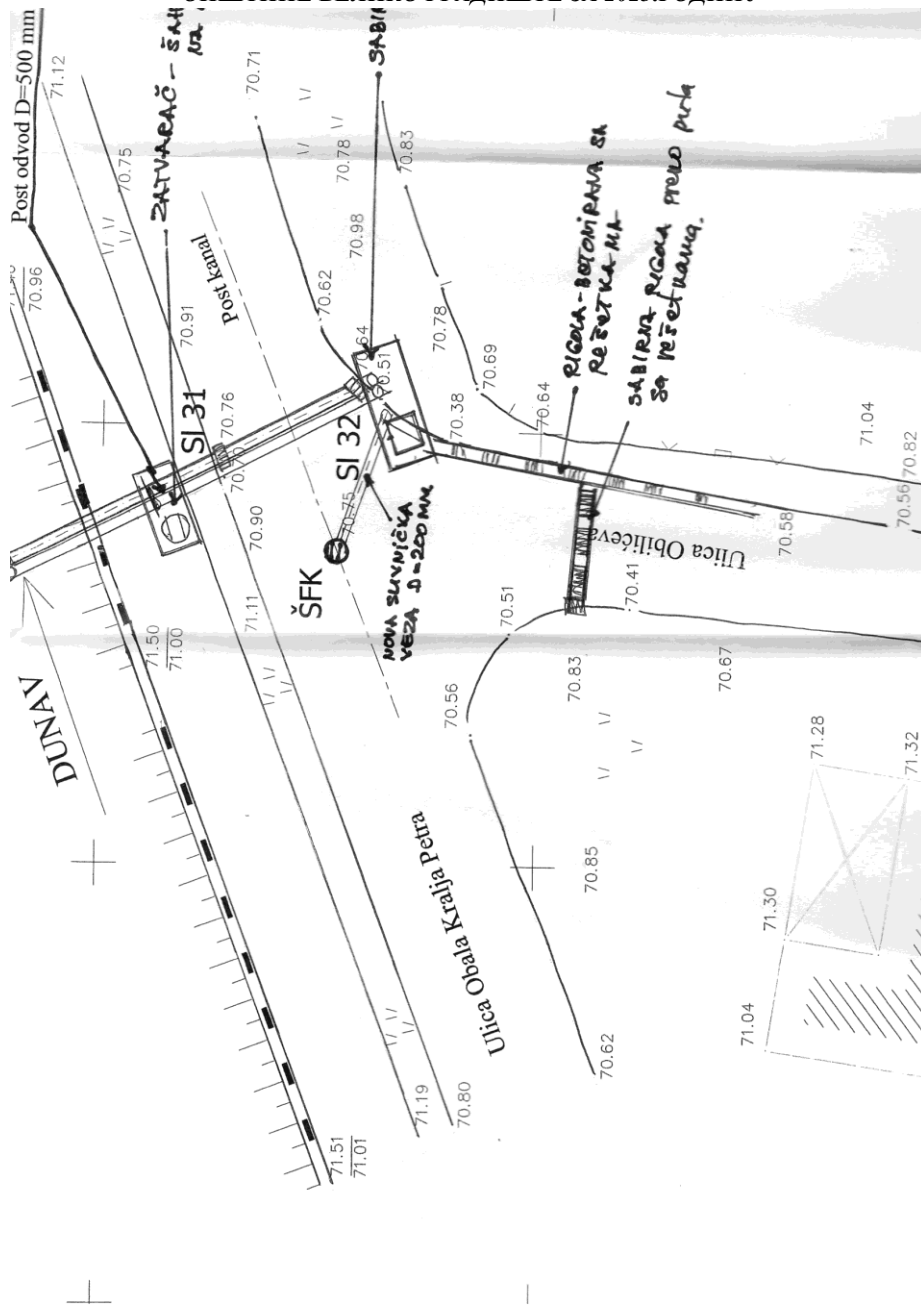 Post odvod D=500 mm
71.12
70.75
ZATVARAČ - ŠAH
NA
70.71
70.78
70.83
SABI
70.96
70.91
Post kanal
70.62
70.98
70.78
70.69
70.64
70.51
RIGOLA - BETONIRANA SA
REŠETKAMA
SABIRNA RIGOLA PREKO puta
sa rešetkama.
SI 31
70.76
SI 32
70.38
70.64
71.04
70.82
70.56
70.90
70.75
ŠFK
NOVA SLIVNIČKA
VEZA D=200 MM.
70.58
Ulica Obilićeva
71.11
71.50
71.00
DUNAV
70.51
70.41
70.56
70.83
70.67
71.28
71.32
Ulica Obala Kralja Petra
70.85
71.30
71.04
70.62
71.19
70.80
71.51
71.01